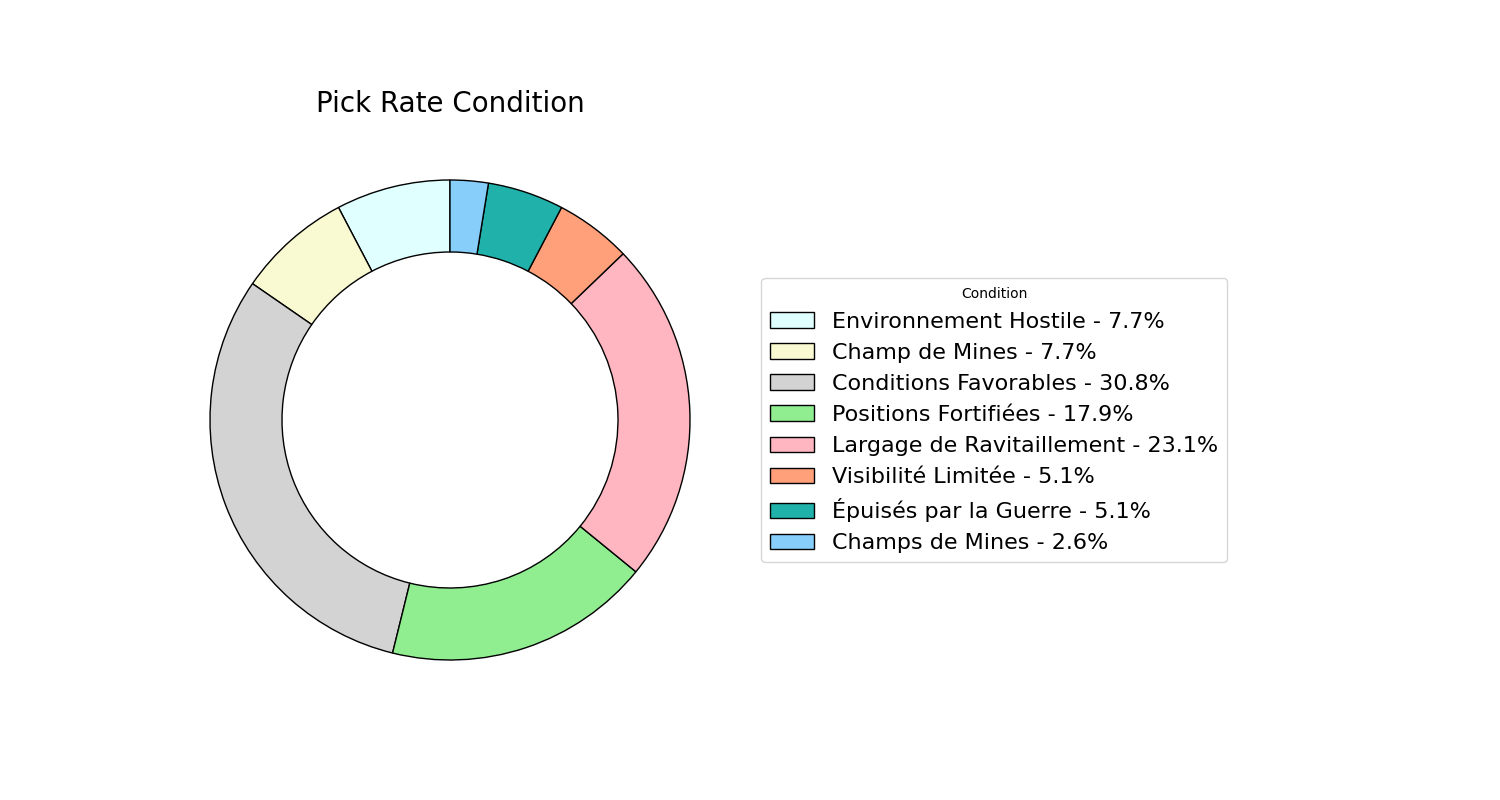 Pick Rate Condition
Condition
Environnement Hostile - 7.7%
Champ de Mines - 7.7%
Conditions Favorables - 30.8%
Positions Fortifiées - 17.9%
Largage de Ravitaillement - 23.1%
Visibilité Limitée - 5.1%
Épuisés par la Guerre - 5.1%
Champs de Mines - 2.6%